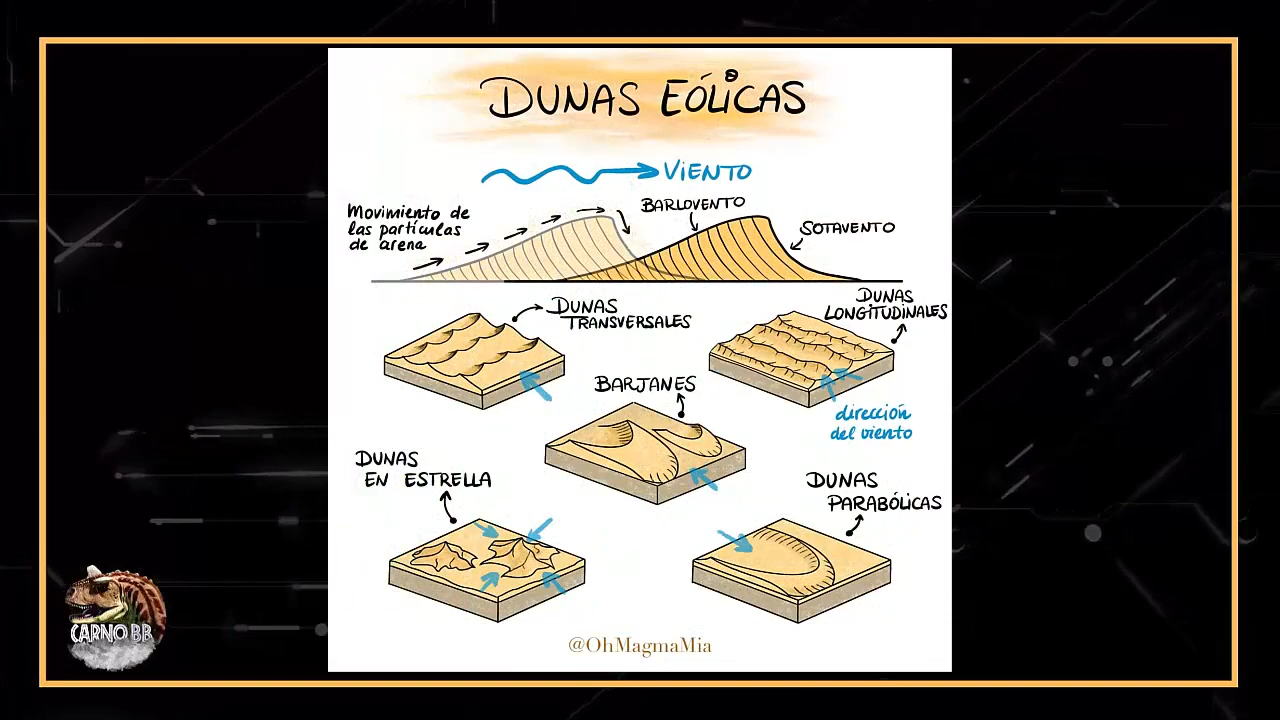 DUNAS EÓLICAS
VIENTO
Movimiento de
las partículas
de arena
BARLOVENTO
SOTAVENTO
DUNAS
TRANSVERSALES
DUNAS
LONGITUDINALES
BARJANES
dirección
del viento
DUNAS
EN ESTRELLA
DUNAS
PARABÓLICAS
CARNO BR
@OhMagmaMia